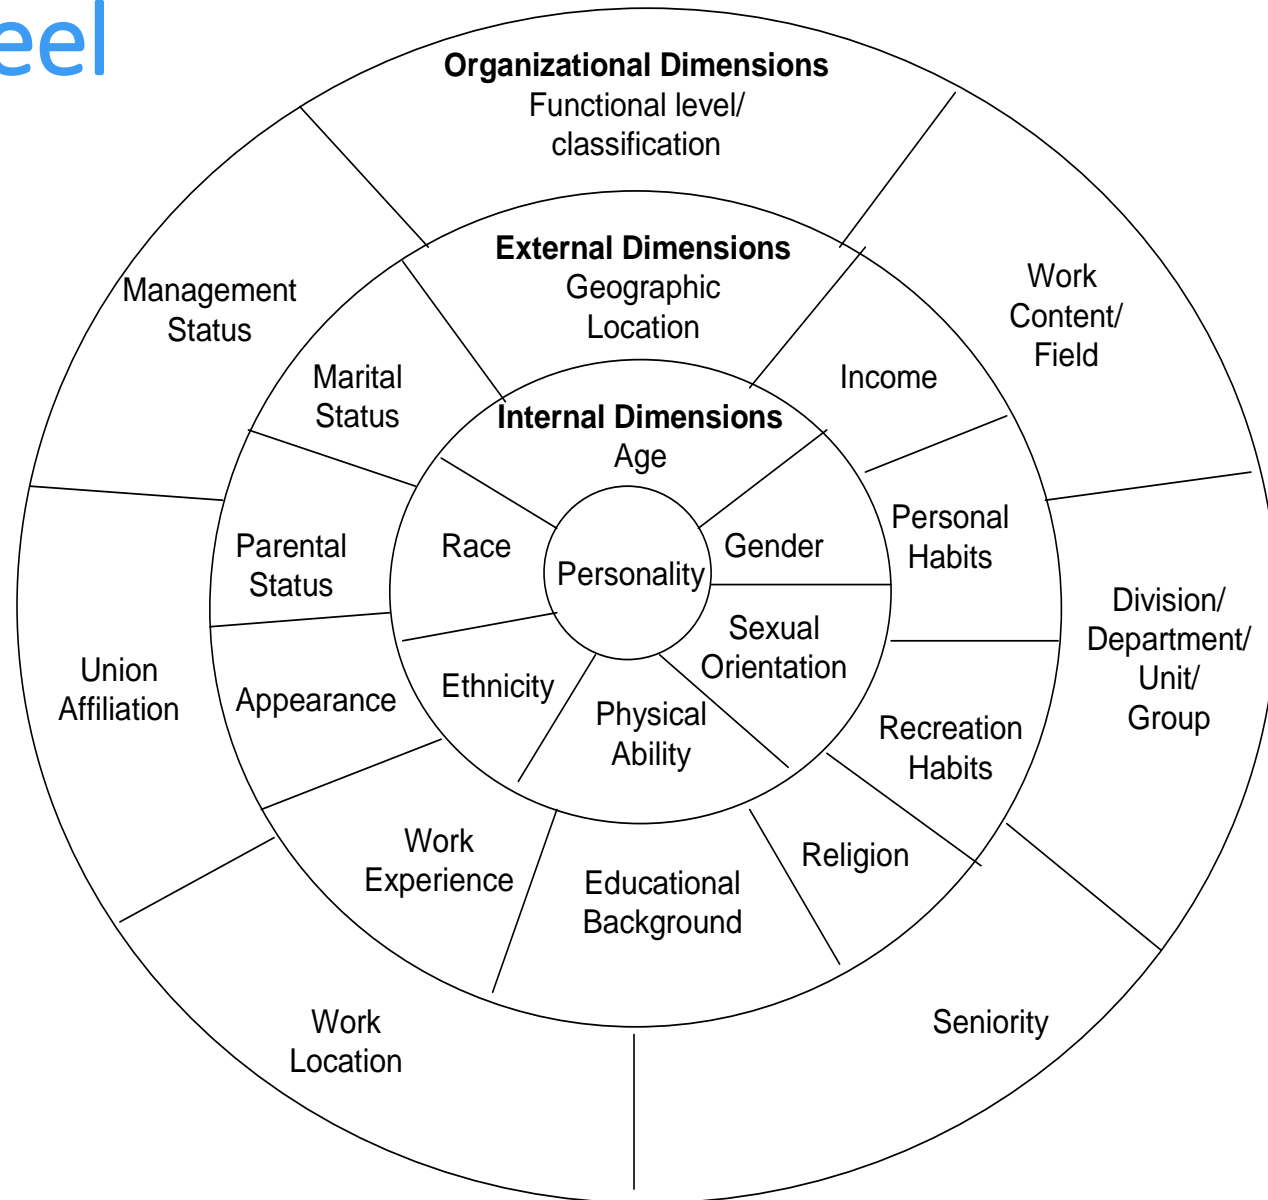 eel
Organizational Dimensions
Functional level/
classification
Management
Status
Work
Content/
Field
Division/
Department/
Unit/
Group
Seniority
Work
Location
Union
Affiliation
External Dimensions
Geographic
Location
Income
Personal
Habits
Recreation
Habits
Religion
Educational
Background
Work
Experience
Appearance
Parental
Status
Marital
Status
Internal Dimensions
Age
Gender
Sexual
Orientation
Physical
Ability
Ethnicity
Race
Personality